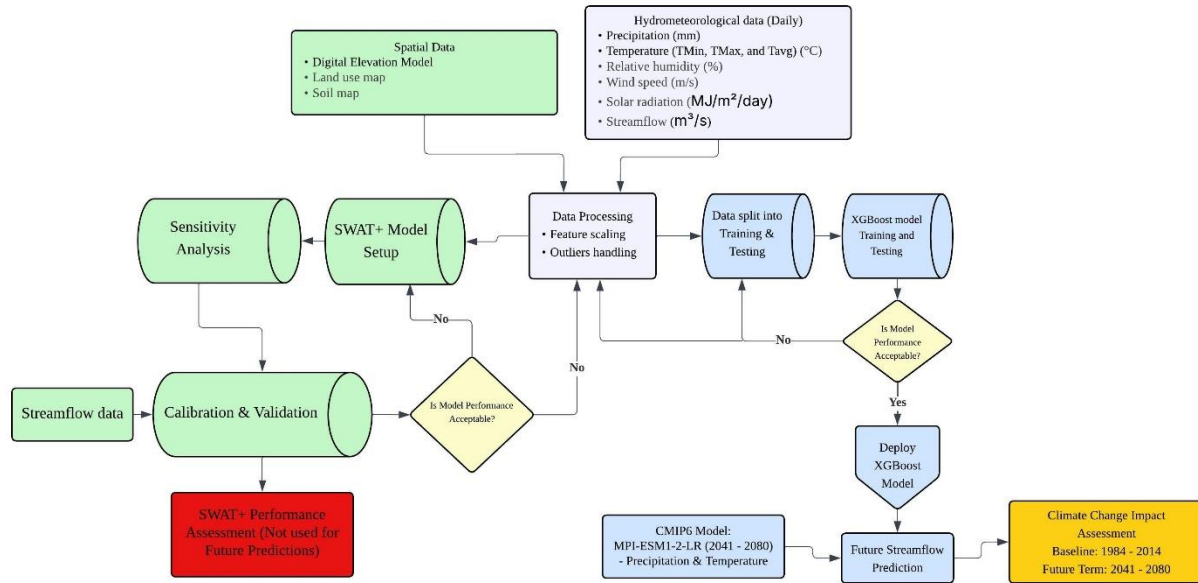 Spatial Data
• Digital Elevation Model
• Land use map
• Soil map
Hydrometeorological data (Daily)
• Precipitation (mm)
• Temperature (TMin, TMax, and Tavg) (°C)
• Relative humidity (%)
• Wind speed (m/s)
• Solar radiation (MJ/m²/day)
• Streamflow (m³/s)
Sensitivity
Analysis
SWAT+ Model
Setup
Data Processing
• Feature scaling
• Outliers handling
Data split into
Training &
Testing
XGBoost model
Training and
Testing
No
No
No
Is Model
Performance
Acceptable?
Streamflow data
Calibration & Validation
Is Model Performance
Acceptable?
Yes
Deploy
XGBoost
Model
SWAT+ Performance
Assessment (Not used for
Future Predictions)
CMIP6 Model:
MPI-ESM1-2-LR (2041 - 2080)
- Precipitation & Temperature
Future Streamflow
Prediction
Climate Change Impact
Assessment
Baseline: 1984 - 2014
Future Term: 2041 - 2080